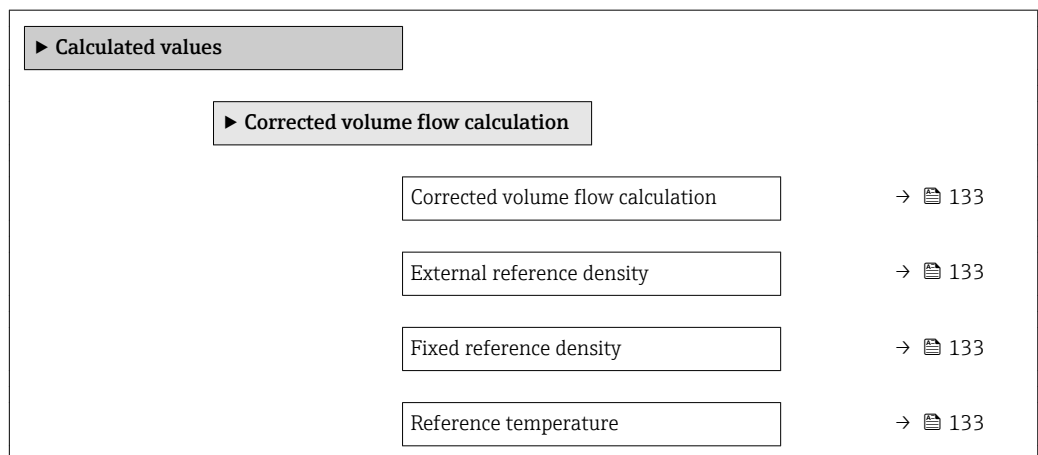 ▶ Calculated values
▶ Corrected volume flow calculation
Corrected volume flow calculation → 133
External reference density → 133
Fixed reference density → 133
Reference temperature → 133